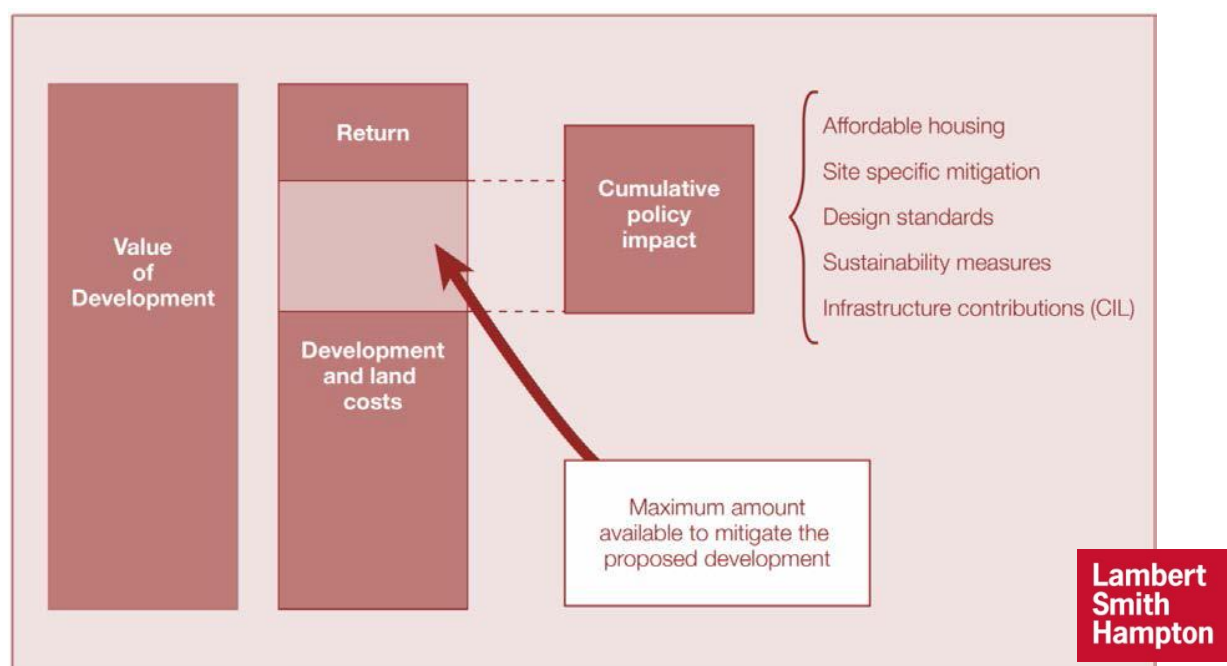 Value
of
Development
Return
Development
and land
costs
Cumulative
policy
impact
Affordable housing
Site specific mitigation
Design standards
Sustainability measures
Infrastructure contributions (CIL)
Maximum amount
available to mitigate the
proposed development
Lambert
Smith
Hampton